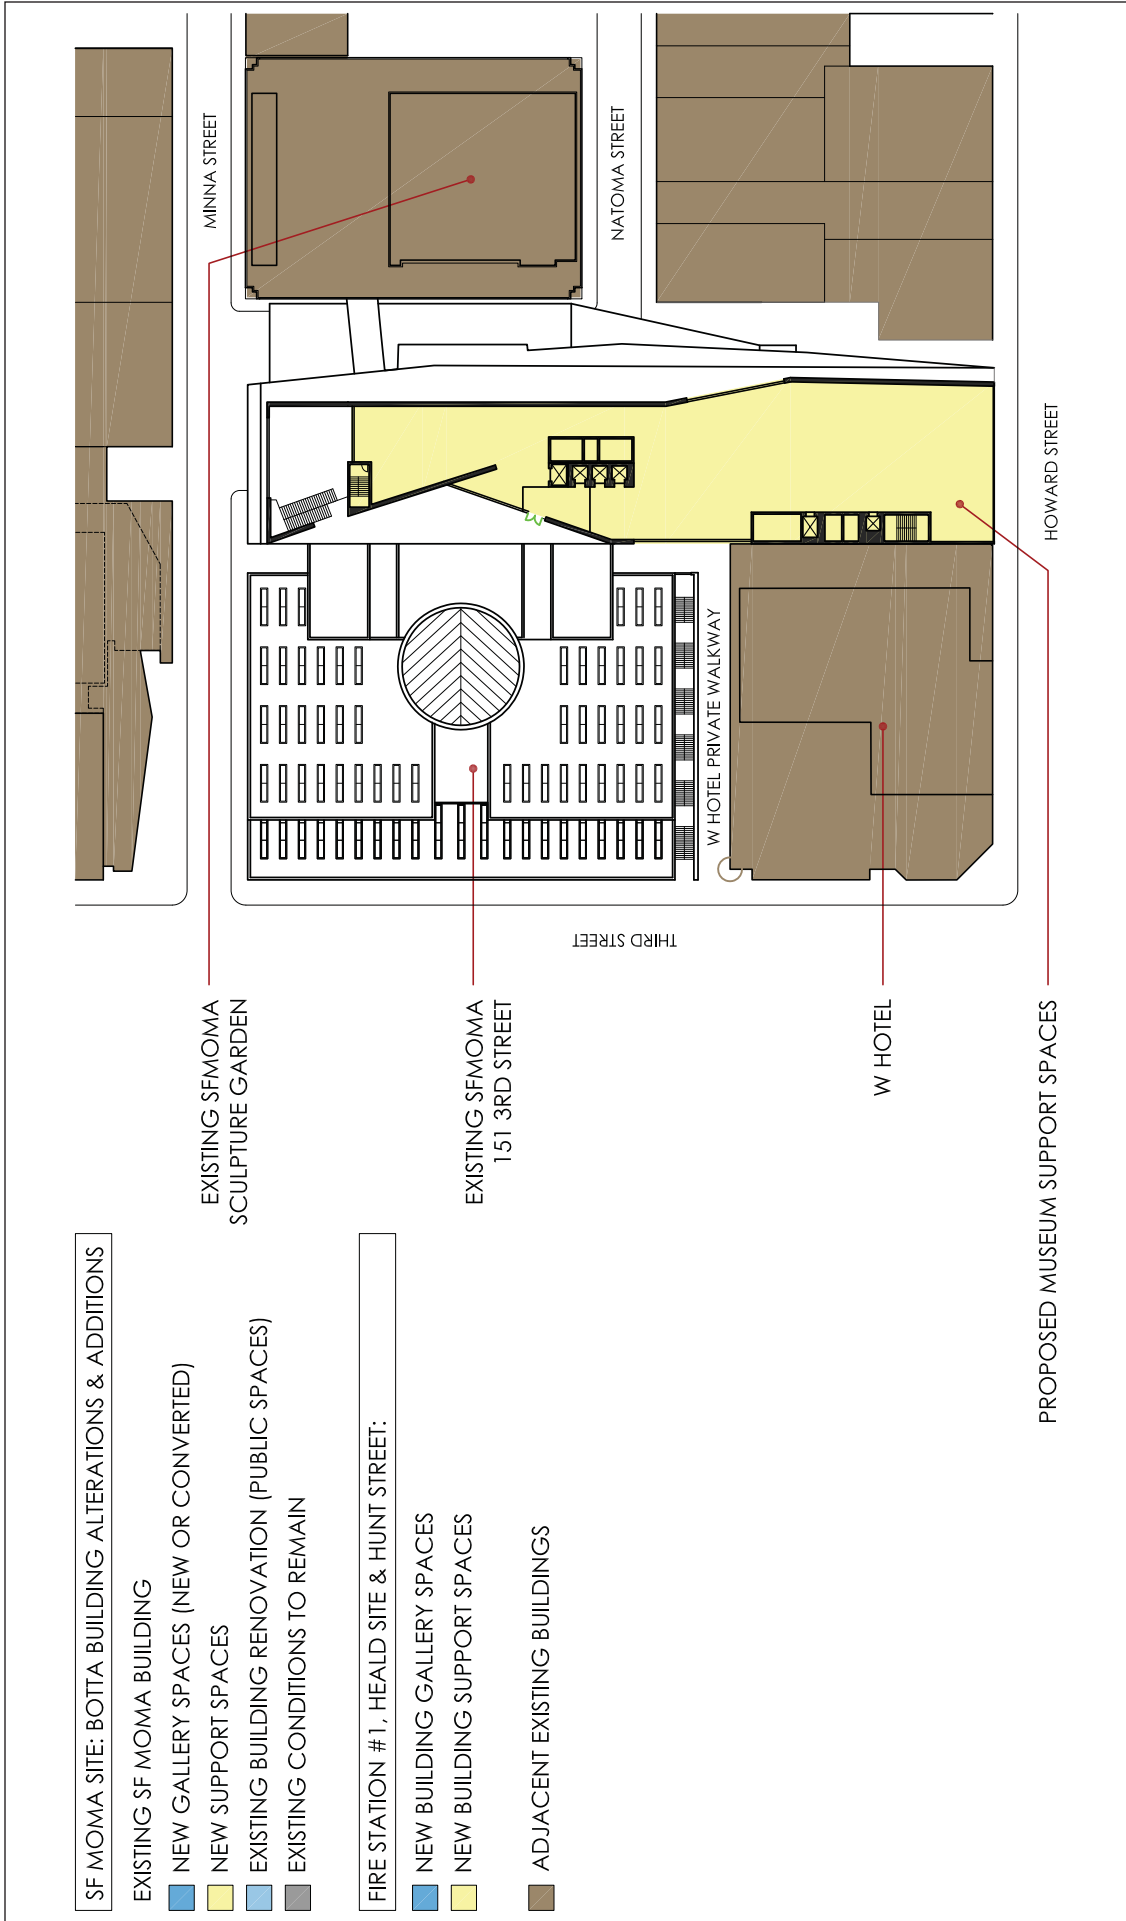 MINNA STREET
NATOMA STREET
HOWARD STREET
W HOTEL PRIVATE WALKWAY
THIRD STREET
EXISTING SFMOMA
SCULPTURE GARDEN
EXISTING SFMOMA
151 3RD STREET
W HOTEL
PROPOSED MUSEUM SUPPORT SPACES
SF MOMA SITE: BOTTA BUILDING ALTERATIONS & ADDITIONS
EXISTING SF MOMA BUILDING
NEW GALLERY SPACES (NEW OR CONVERTED)
NEW SUPPORT SPACES
EXISTING BUILDING RENOVATION (PUBLIC SPACES)
EXISTING CONDITIONS TO REMAIN
FIRE STATION #1, HEALD SITE & HUNT STREET:
NEW BUILDING GALLERY SPACES
NEW BUILDING SUPPORT SPACES
ADJACENT EXISTING BUILDINGS